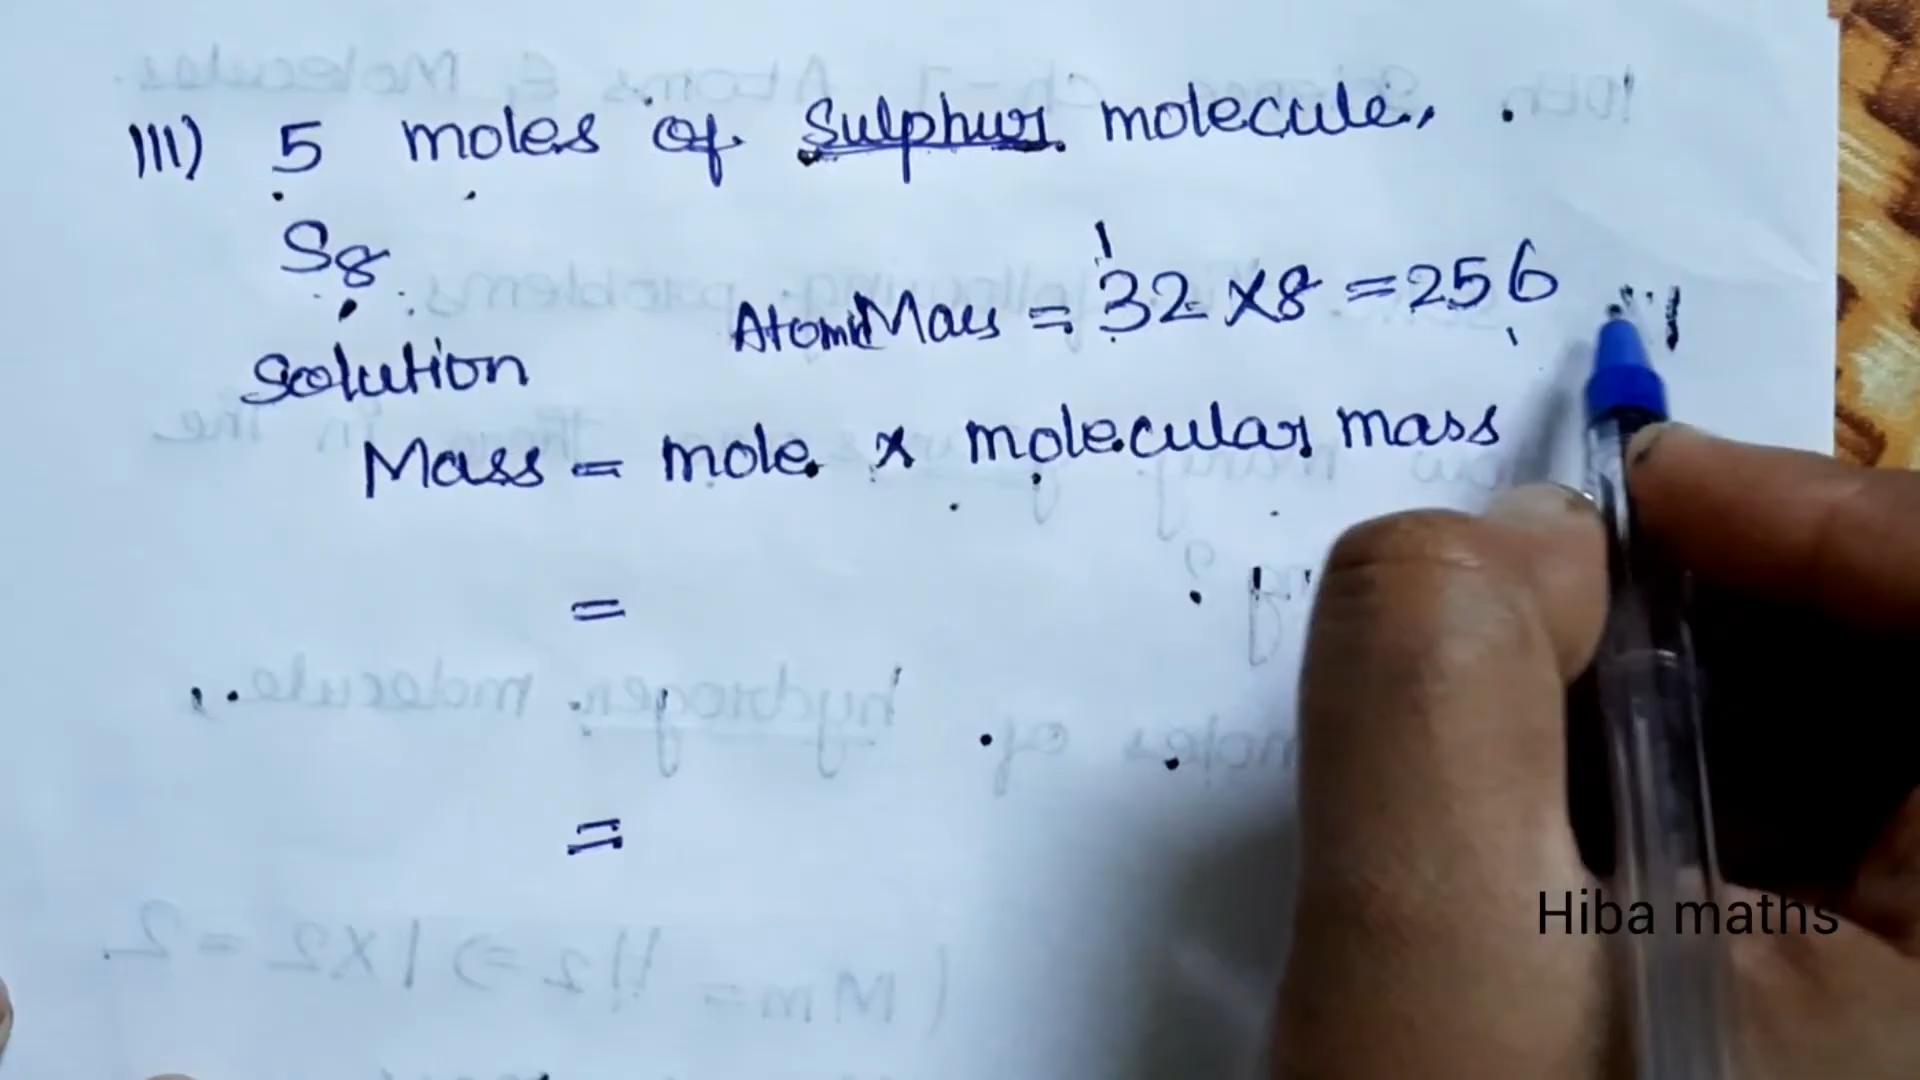 III) 5 moles of Sulphur molecule.
S8
Atomic Mass = 32 x 8 = 256
Solution
Mass = mole x molecular mass
=
=
Hiba maths